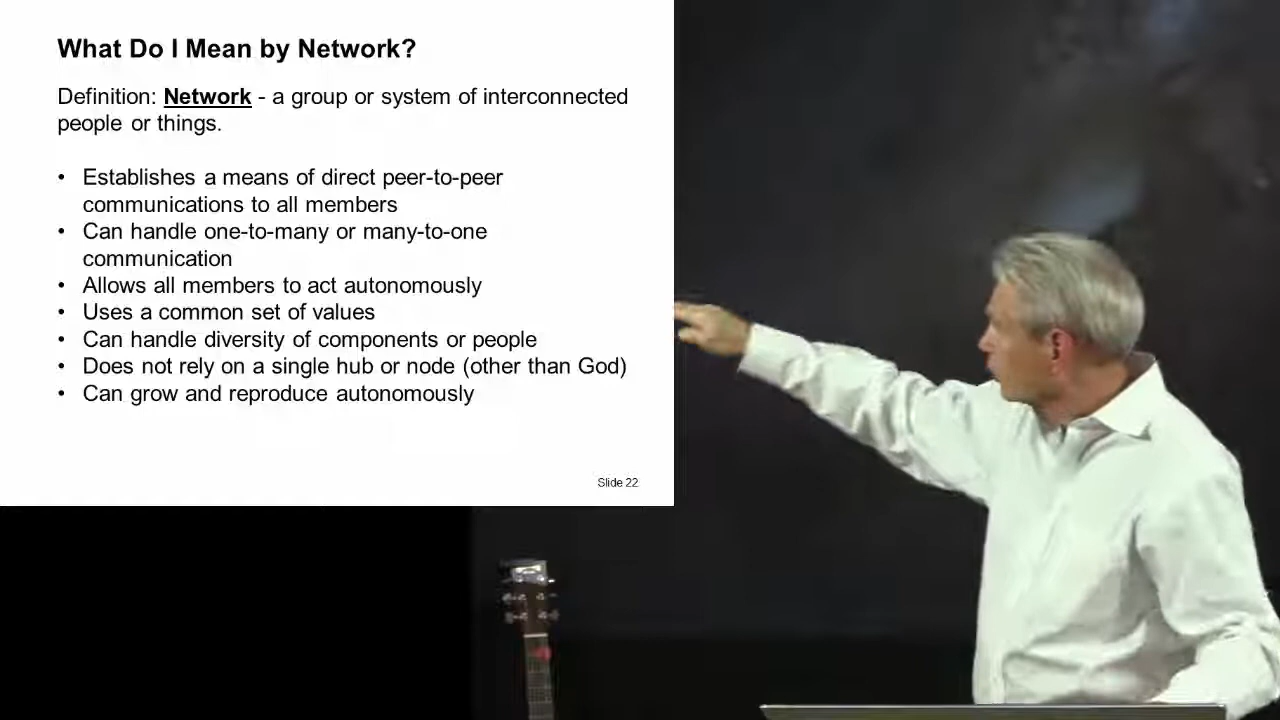 What Do I Mean by Network?
Definition: Network - a group or system of interconnected
people or things.
• Establishes a means of direct peer-to-peer
communications to all members
• Can handle one-to-many or many-to-one
communication
• Allows all members to act autonomously
• Uses a common set of values
• Can handle diversity of components or people
• Does not rely on a single hub or node (other than God)
• Can grow and reproduce autonomously
Slide 22